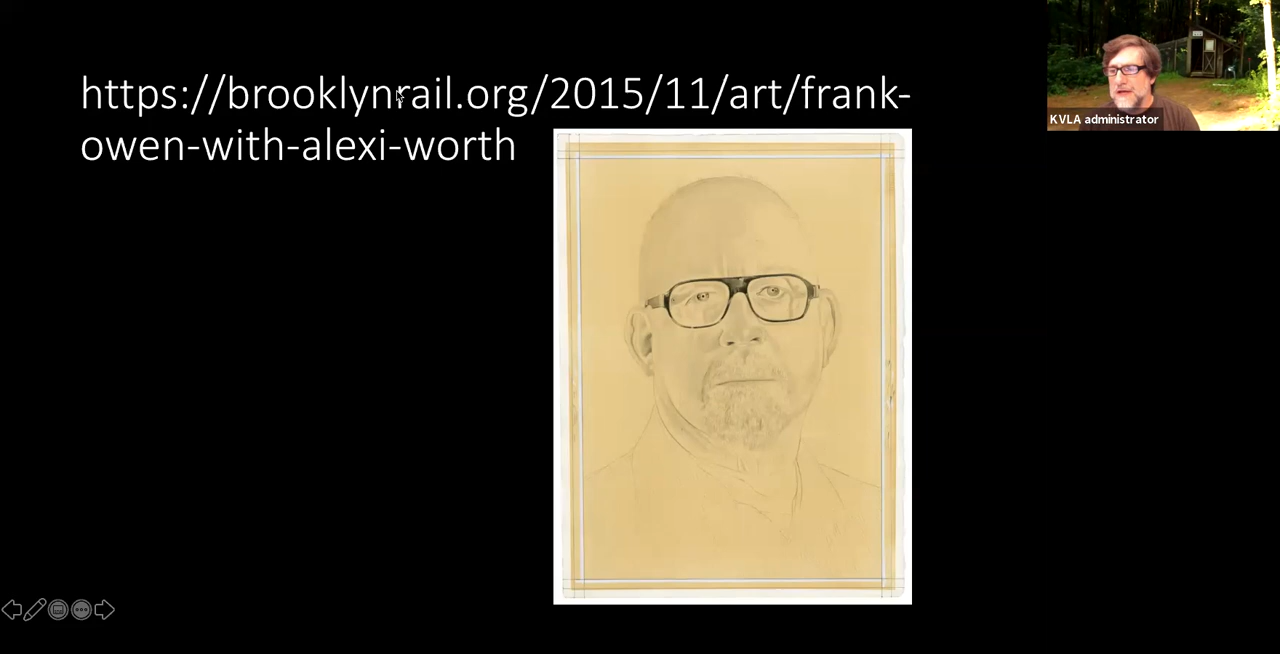 https://brooklynrail.org/2015/11/art/frank-
owen-with-alexi-worth
KVLA administrator